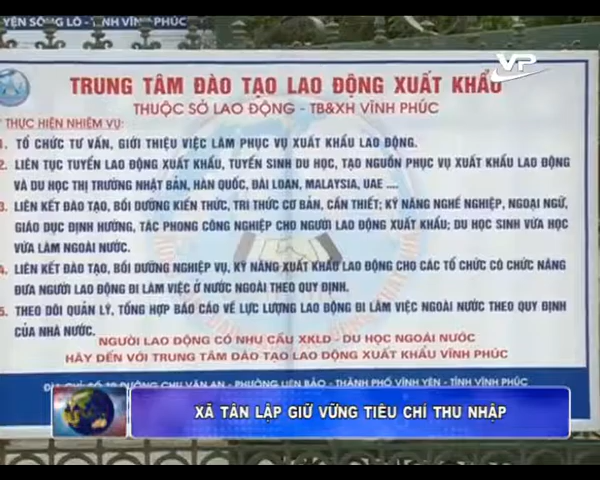 YỆN SÔNG LÔ - TỈNH VĨNH PHÚC
VP
TRUNG TÂM ĐÀO TẠO LAO ĐỘNG XUẤT KHẨU
THUỘC SỞ LAO ĐỘNG - TB&XH VĨNH PHÚC
THỰC HIỆN NHIỆM VỤ:
1. TỔ CHỨC TƯ VẤN, GIỚI THIỆU VIỆC LÀM PHỤC VỤ XUẤT KHẨU LAO ĐỘNG.
2. LIÊN TỤC TUYỂN LAO ĐỘNG XUẤT KHẨU, TUYỂN SINH DU HỌC, TẠO NGUỒN PHỤC VỤ XUẤT KHẨU LAO ĐỘNG
VÀ DU HỌC THỊ TRƯỜNG NHẬT BẢN, HÀN QUỐC, ĐÀI LOAN, MALAYSIA, UAE ....
3. LIÊN KẾT ĐÀO TẠO, BỒI DƯỠNG KIẾN THỨC, TRI THỨC CƠ BẢN, CẦN THIẾT; KỸ NĂNG NGHỀ NGHIỆP, NGOẠI NGỮ,
GIÁO DỤC ĐỊNH HƯỚNG, TÁC PHONG CÔNG NGHIỆP CHO NGƯỜI LAO ĐỘNG XUẤT KHẨU; DU HỌC SINH VỪA HỌC
VỪA LÀM NGOÀI NƯỚC.
4. LIÊN KẾT ĐÀO TẠO, BỒI DƯỠNG NGHIỆP VỤ, KỸ NĂNG XUẤT KHẨU LAO ĐỘNG CHO CÁC TỔ CHỨC CÓ CHỨC NĂNG
ĐƯA NGƯỜI LAO ĐỘNG ĐI LÀM VIỆC Ở NƯỚC NGOÀI THEO QUY ĐỊNH.
5. THEO DÕI QUẢN LÝ, TỔNG HỢP BÁO CÁO VỀ LỰC LƯỢNG LAO ĐỘNG ĐI LÀM VIỆC NGOÀI NƯỚC THEO QUY ĐỊNH
CỦA NHÀ NƯỚC.
NGƯỜI LAO ĐỘNG CÓ NHU CẦU XKLD - DU HỌC NGOÀI NƯỚC
HÃY ĐẾN VỚI TRUNG TÂM ĐÀO TẠO LAO ĐỘNG XUẤT KHẨU VĨNH PHÚC
ĐỊA CHỈ: SỐ 10 ĐƯỜNG CHU VĂN AN - PHƯỜNG LIÊN BẢO - THÀNH PHỐ VĨNH YÊN - TỈNH VĨNH PHÚC
XÃ TÂN LẬP GIỮ VỮNG TIÊU CHÍ THU NHẬP